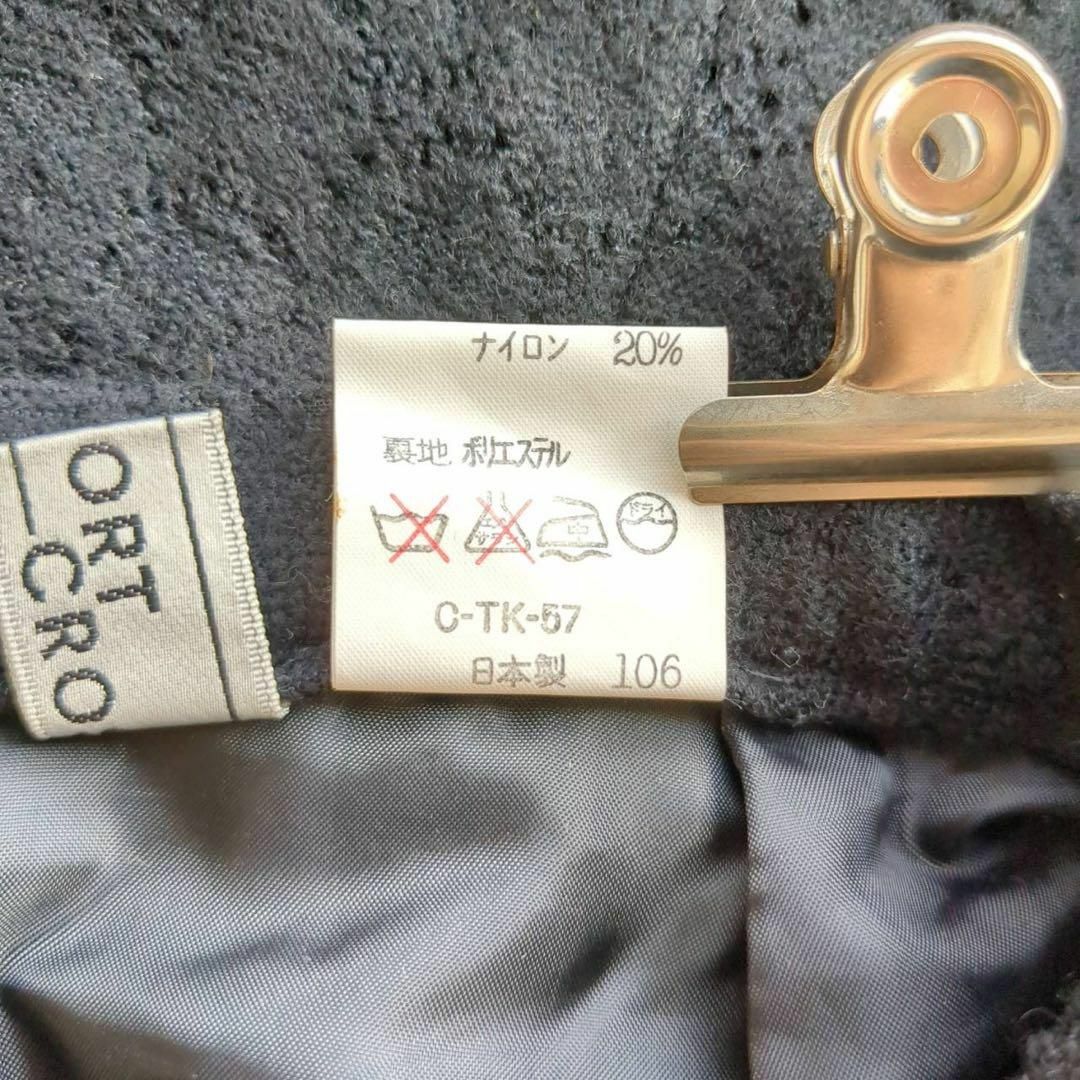 ORT
CRO
ナイロン 20%
裏地 ポリエステル
中 ドライ
C-TK-57
日本製 106